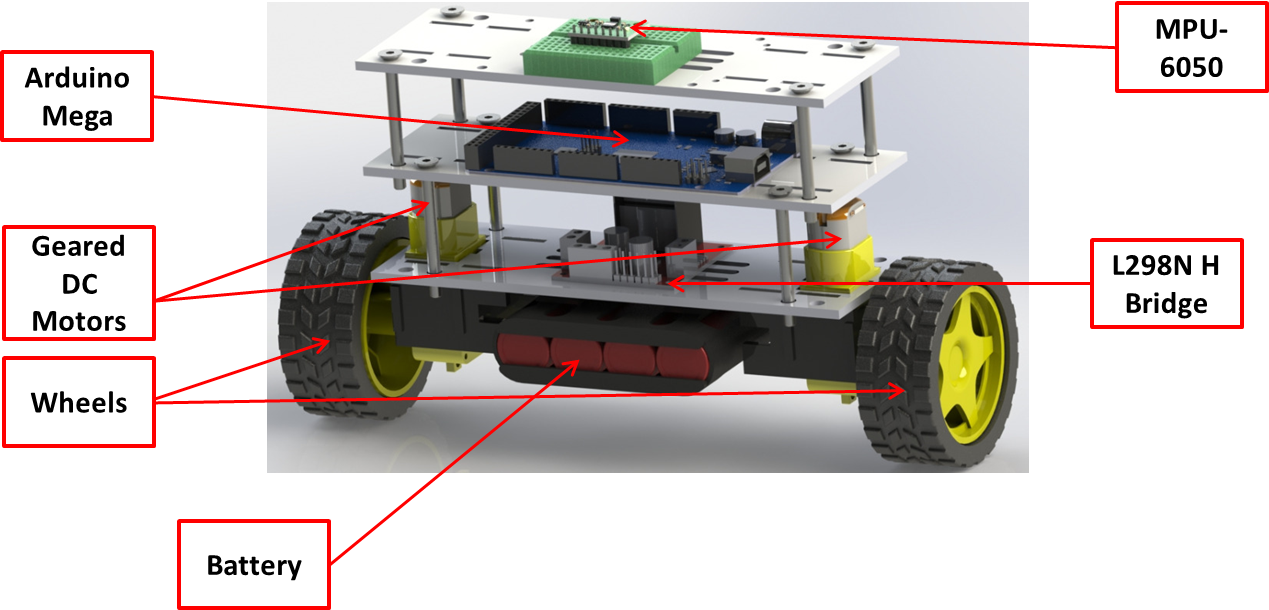 MPU-
6050
Arduino
Mega
Geared
DC
Motors
L298N H
Bridge
Wheels
Battery